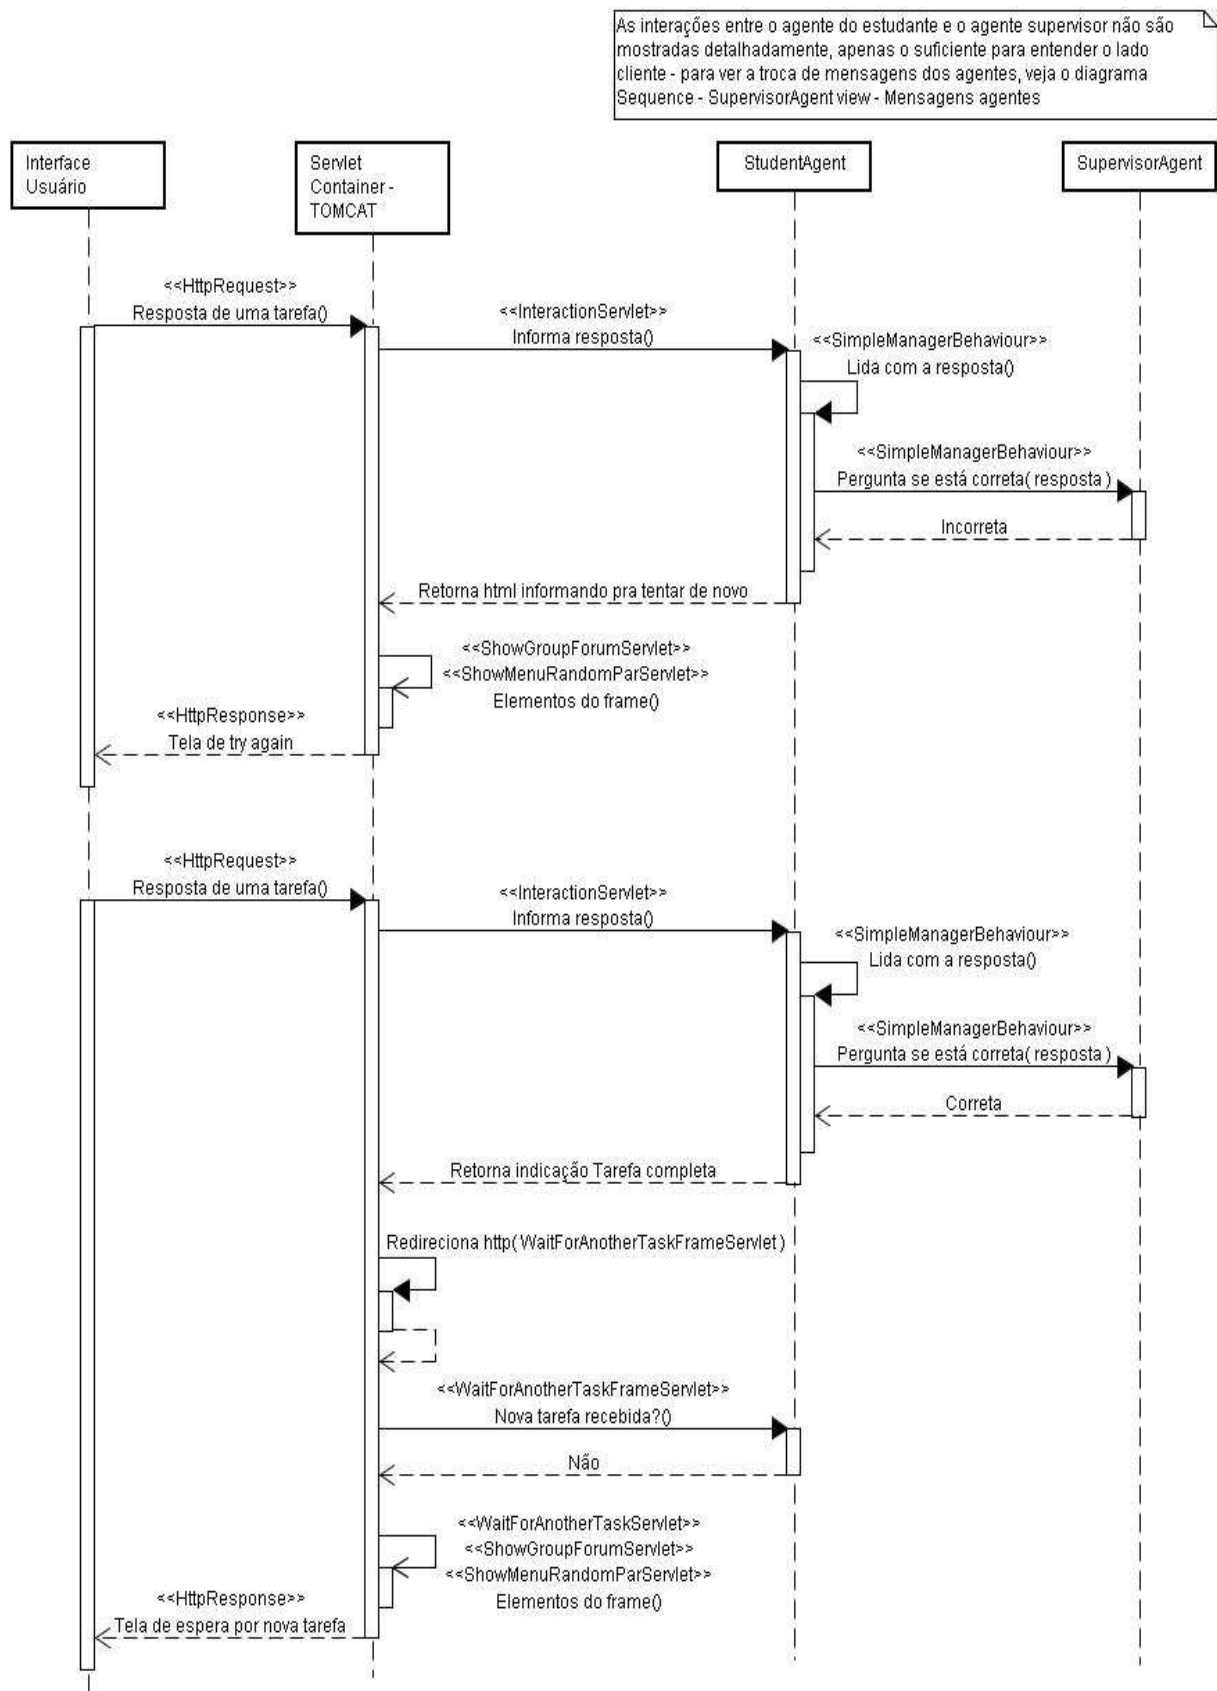 As interações entre o agente do estudante e o agente supervisor não são
mostradas detalhadamente, apenas o suficiente para entender o lado
cliente - para ver a troca de mensagens dos agentes, veja o diagrama
Sequence - SupervisorAgent view - Mensagens agentes
Interface
Usuário
Servlet
Container -
TOMCAT
StudentAgent
SupervisorAgent
<<HttpRequest>>
Resposta de uma tarefa()
<<InteractionServlet>>
Informa resposta()
<<SimpleManagerBehaviour>>
Lida com a resposta()
<<SimpleManagerBehaviour>>
Pergunta se está correta( resposta )
Incorreta
Retorna html informando pra tentar de novo
<<ShowGroupForumServlet>>
<<ShowMenuRandomParServlet>>
Elementos do frame()
<<HttpResponse>>
Tela de try again
<<HttpRequest>>
Resposta de uma tarefa()
<<InteractionServlet>>
Informa resposta()
<<SimpleManagerBehaviour>>
Lida com a resposta()
<<SimpleManagerBehaviour>>
Pergunta se está correta( resposta )
Correta
Retorna indicação Tarefa completa
Redireciona http( WaitForAnotherTaskFrameServlet )
<<WaitForAnotherTaskFrameServlet>>
Nova tarefa recebida?()
Não
<<WaitForAnotherTaskServlet>>
<<ShowGroupForumServlet>>
<<ShowMenuRandomParServlet>>
Elementos do frame()
<<HttpResponse>>
Tela de espera por nova tarefa